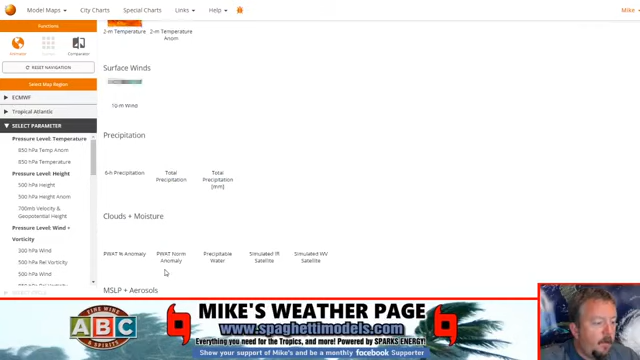 Model Maps
City Charts
Special Charts
Links
Help
Mike
Functions
Comparator
RESET NAVIGATION
Select Map Region
ECMWF
Tropical Atlantic
SELECT PARAMETER
Pressure Level: Temperature
850 hPa Temp Anom
850 hPa Temperature
Pressure Level: Height
500 hPa Height
500 hPa Height Anom
700mb Velocity &
Geopotential Height
Pressure Level: Wind +
Vorticity
300 hPa Wind
500 hPa Rel Vorticity
500 hPa Wind
2-m Temperature
2-m Temperature
Anom
Surface Winds
10-m Wind
Precipitation
6-h Precipitation
Total
Precipitation
Total
Precipitation
[mm]
Clouds + Moisture
PWAT % Anomaly
PWAT Norm
Anomaly
Precipitable
Water
Simulated IR
Satellite
Simulated WV
Satellite
MSLP + Aerosols
FINE WINE
ABC
& SPIRITS
MIKE'S WEATHER PAGE
www.spaghettimodels.com
Everything you need for the Tropics, and more! Powered by SPARKS ENERGY!
Show your support of Mike's and be a monthly facebook Supporter